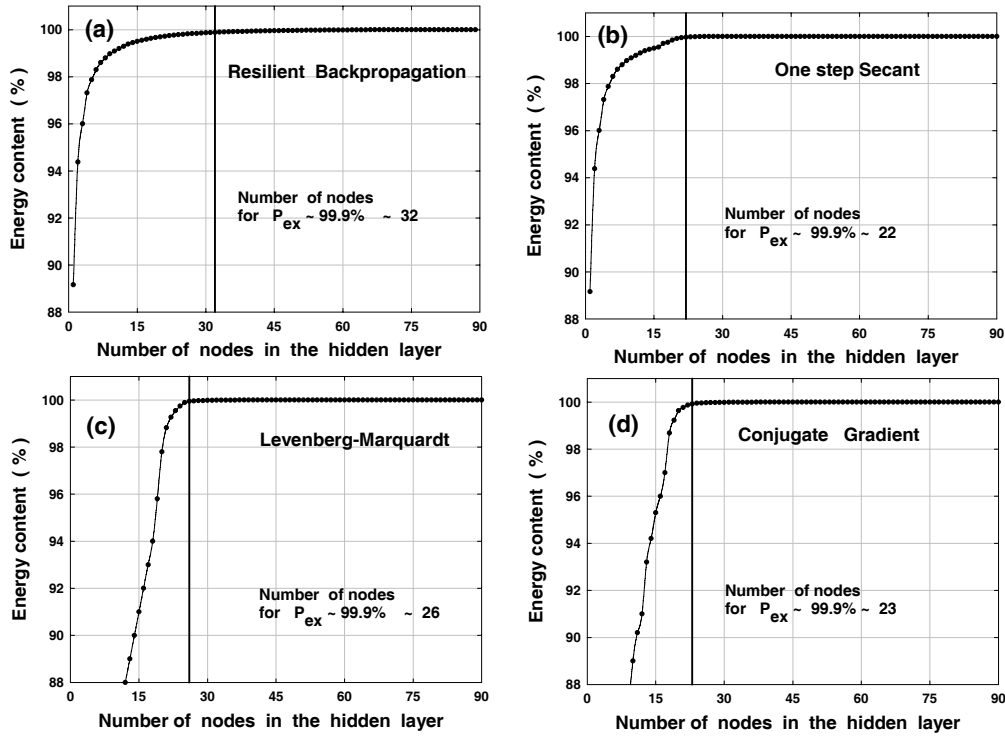 (a)
Resilient Backpropagation
Number of nodes
for P_ex ~ 99.9% ~ 32
Energy content ( % )
100
98
96
94
92
90
88
0 15 30 45 60 75 90
Number of nodes in the hidden layer
(b)
One step Secant
Number of nodes
for P_ex ~ 99.9% ~ 22
Energy content ( % )
100
98
96
94
92
90
88
0 15 30 45 60 75 90
Number of nodes in the hidden layer
(c)
Levenberg-Marquardt
Number of nodes
for P_ex ~ 99.9% ~ 26
Energy content ( % )
100
98
96
94
92
90
88
0 15 30 45 60 75 90
Number of nodes in the hidden layer
(d)
Conjugate Gradient
Number of nodes
for P_ex ~ 99.9% ~ 23
Energy content ( % )
100
98
96
94
92
90
88
0 15 30 45 60 75 90
Number of nodes in the hidden layer